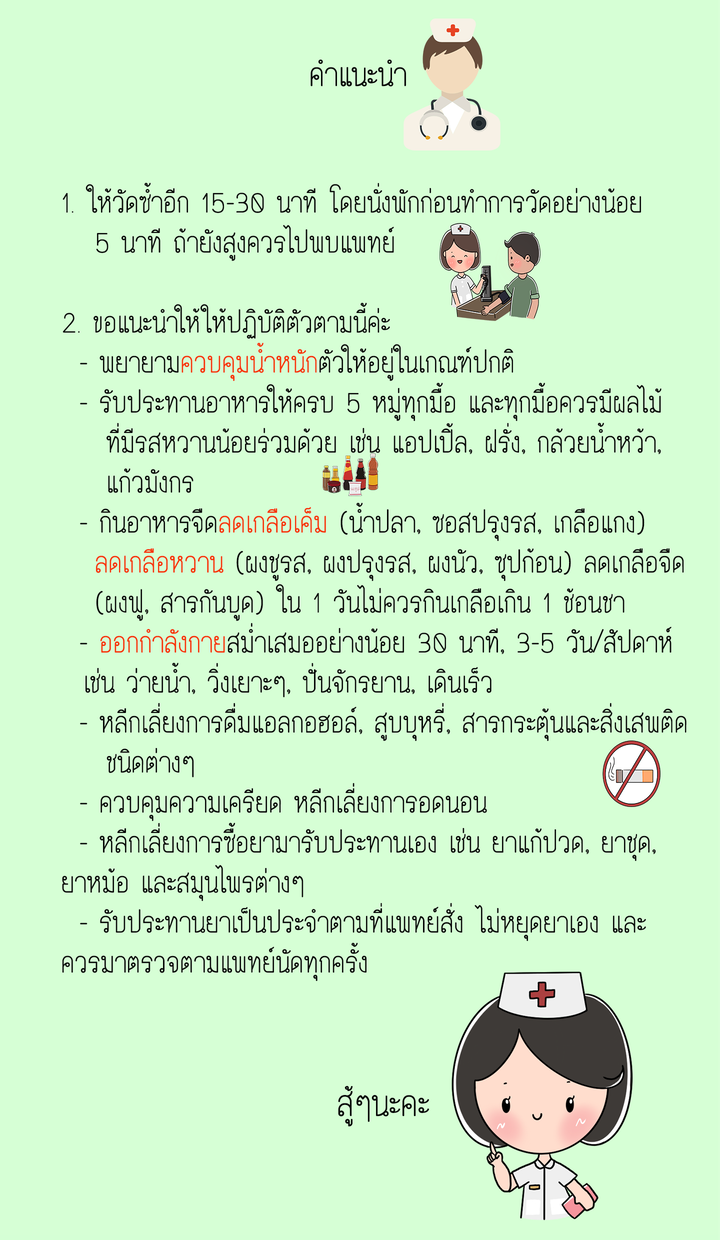 คำแนะนำ
1. ให้วัดซ้ำอีก 15-30 นาที โดยนั่งพักก่อนทำการวัดอย่างน้อย
5 นาที ถ้ายังสูงควรไปพบแพทย์
2. ขอแนะนำให้ให้ปฏิบัติตัวตามนี้ค่ะ
- พยายามควบคุมน้ำหนักตัวให้อยู่ในเกณฑ์ปกติ
- รับประทานอาหารให้ครบ 5 หมู่ทุกมื้อ และทุกมื้อควรมีผลไม้
ที่มีรสหวานน้อยร่วมด้วย เช่น แอปเปิ้ล, ฝรั่ง, กล้วยน้ำหว้า,
แก้วมังกร
- กินอาหารจืดลดเกลือเค็ม (น้ำปลา, ซอสปรุงรส, เกลือแกง)
ลดเกลือหวาน (ผงชูรส, ผงปรุงรส, ผงนัว, ซุปก้อน) ลดเกลือจืด
(ผงฟู, สารกันบูด) ใน 1 วันไม่ควรกินเกลือเกิน 1 ช้อนชา
- ออกกำลังกายสม่ำเสมออย่างน้อย 30 นาที, 3-5 วัน/สัปดาห์
เช่น ว่ายน้ำ, วิ่งเยาะๆ, ปั่นจักรยาน, เดินเร็ว
- หลีกเลี่ยงการดื่มแอลกอฮอล์, สูบบุหรี่, สารกระตุ้นและสิ่งเสพติด
ชนิดต่างๆ
- ควบคุมความเครียด หลีกเลี่ยงการอดนอน
- หลีกเลี่ยงการซื้อยามารับประทานเอง เช่น ยาแก้ปวด, ยาชุด,
ยาหม้อ และสมุนไพรต่างๆ
- รับประทานยาเป็นประจำตามที่แพทย์สั่ง ไม่หยุดยาเอง และ
ควรมาตรวจตามแพทย์นัดทุกครั้ง
สู้ๆนะคะ